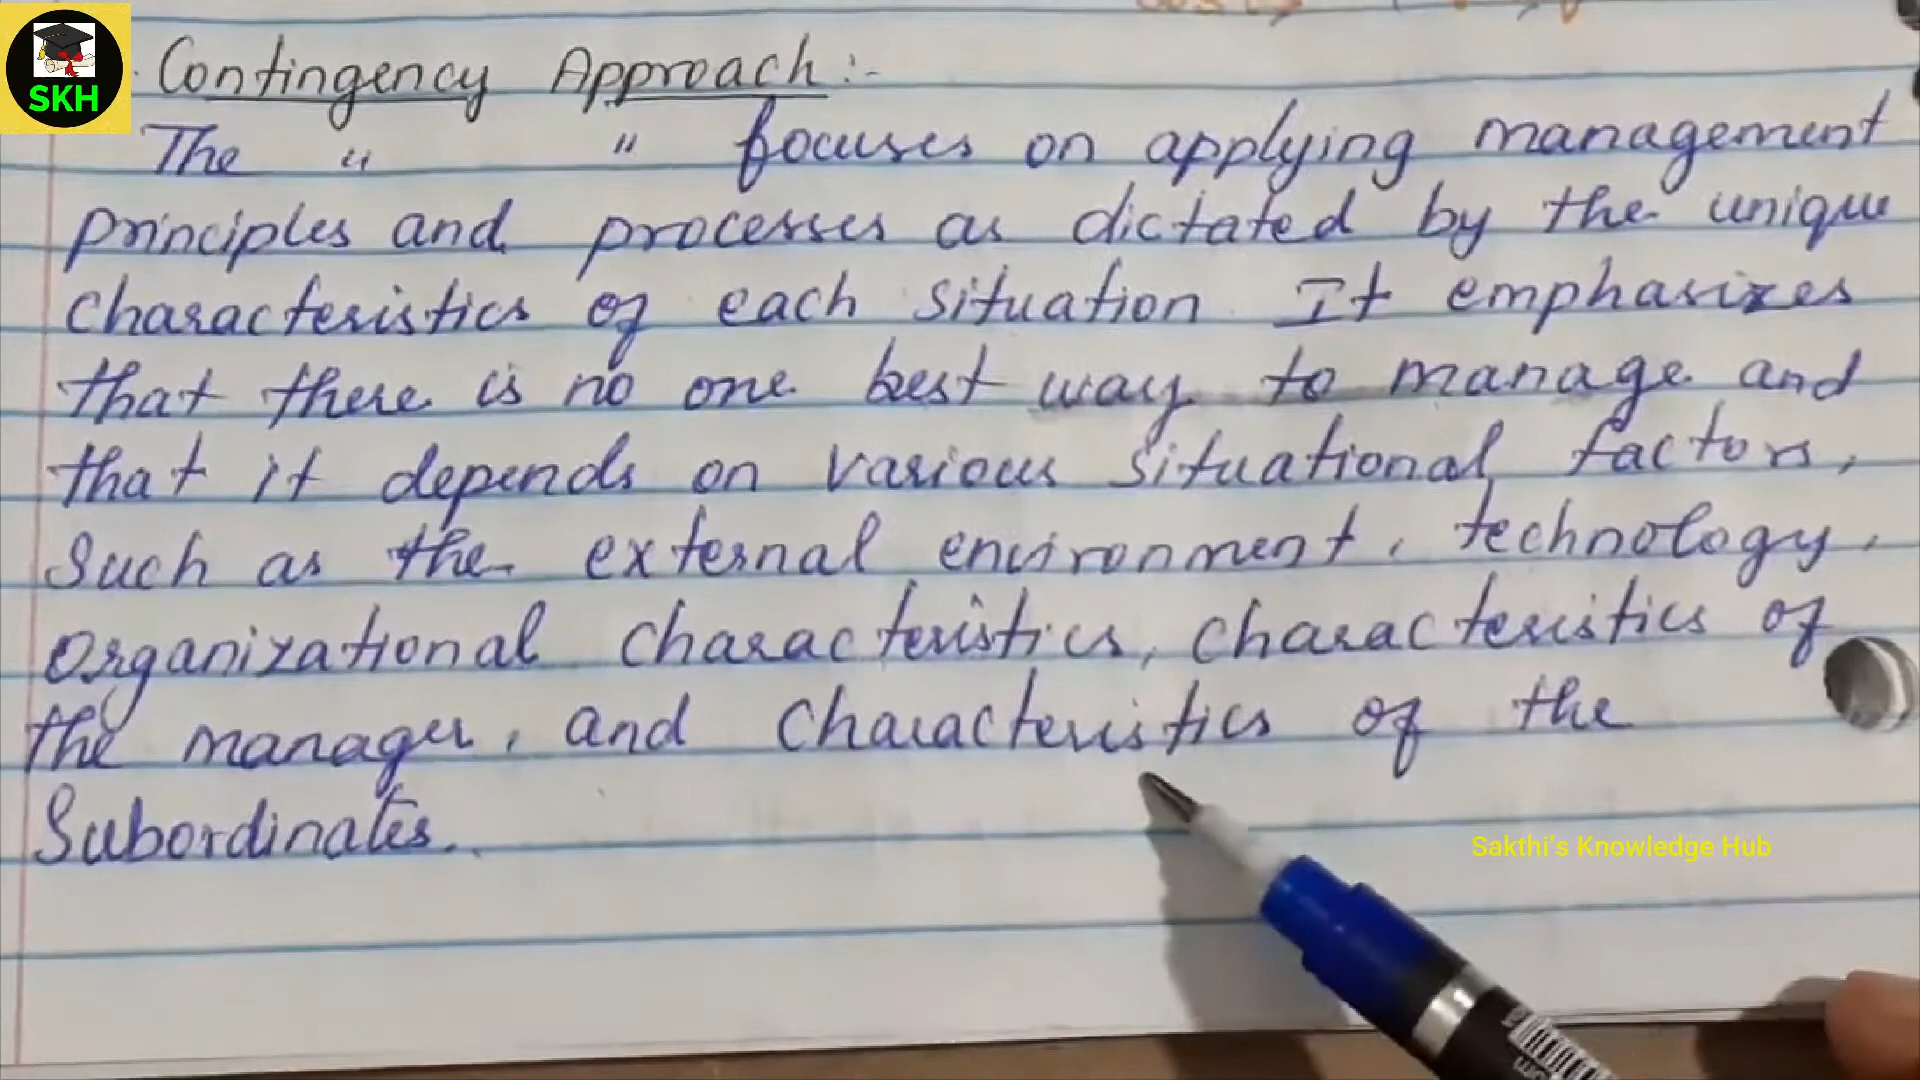 SKH
Contingency Approach:-
The " " focuses on applying management
principles and processes as dictated by the unique
characteristics of each situation It emphasizes
that there is no one best way to manage and
that it depends on various situational factors,
Such as the external environment, technology,
Organizational characteristics, characteristics of
the manager, and characteristics of the
Subordinates.
Sakthi's Knowledge Hub